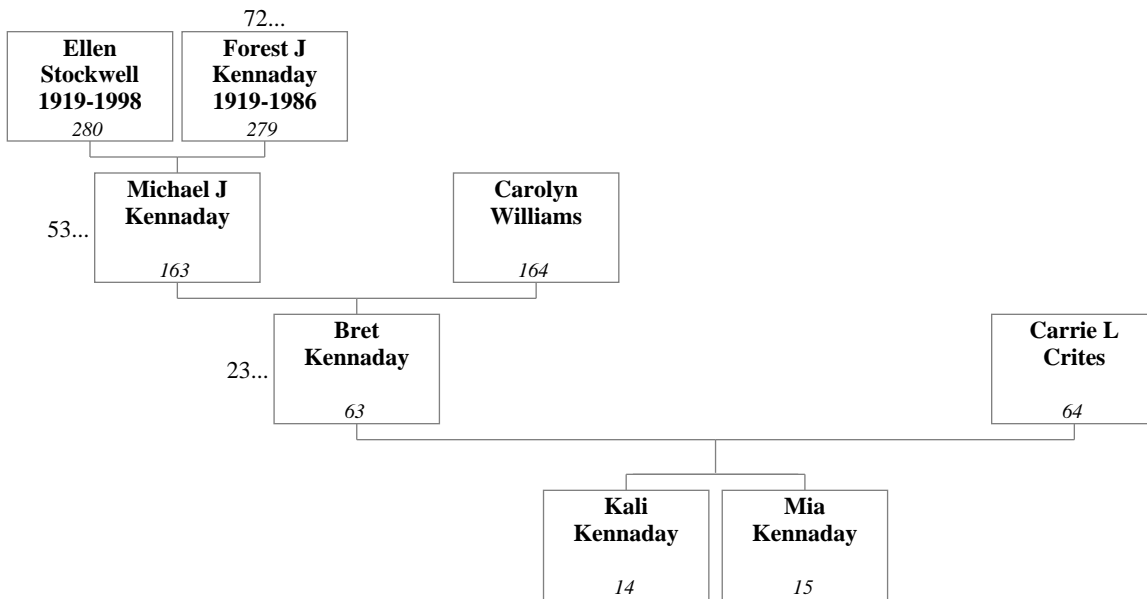 72...
Ellen
Stockwell
1919-1998
280
Forest J
Kennaday
1919-1986
279
53...
Michael J
Kennaday
163
Carolyn
Williams
164
23...
Bret
Kennaday
63
Carrie L
Crites
64
Kali
Kennaday
14
Mia
Kennaday
15